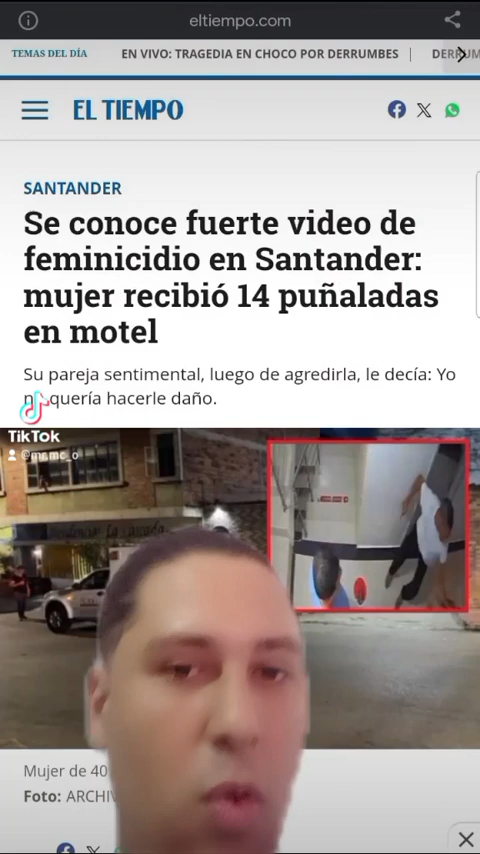 eltiempo.com
TEMAS DEL DÍA EN VIVO: TRAGEDIA EN CHOCO POR DERRUMBES
EL TIEMPO
SANTANDER
Se conoce fuerte video de
feminicidio en Santander:
mujer recibió 14 puñaladas
en motel
Su pareja sentimental, luego de agredirla, le decía: Yo
quería hacerle daño.
TikTok
Mujer de 40
Foto: